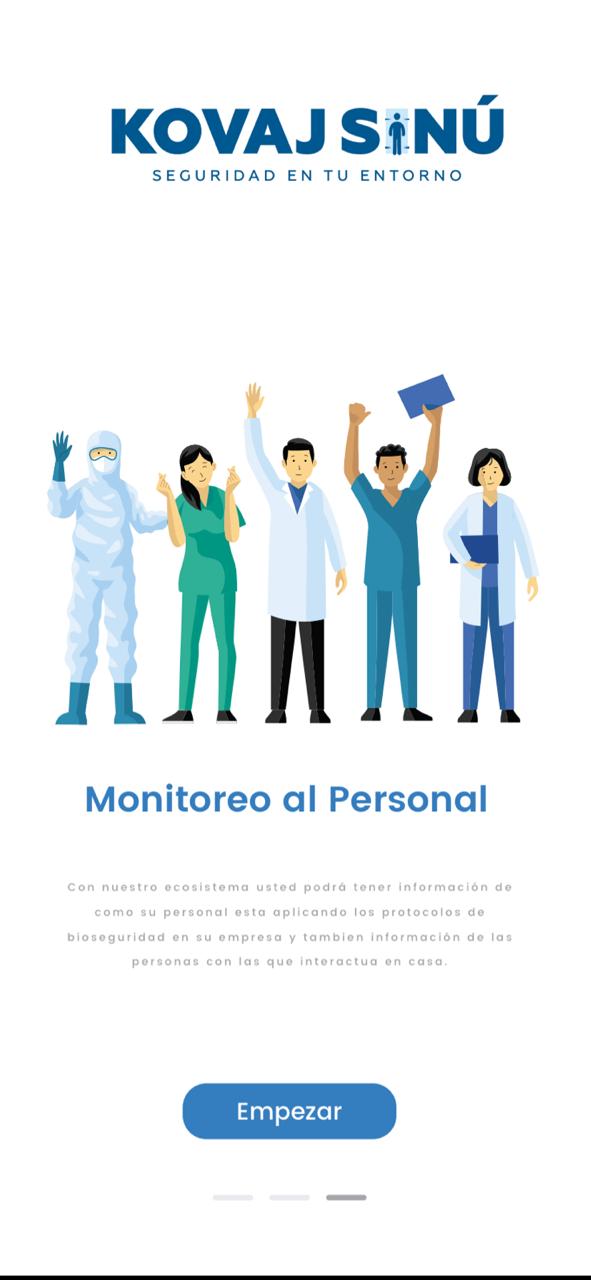 KOVAJ SINÚ
SEGURIDAD EN TU ENTORNO
Monitoreo al Personal
Con nuestro ecosistema usted podrá tener información de
como su personal esta aplicando los protocolos de
bioseguridad en su empresa y tambien información de las
personas con las que interactua en casa.
Empezar